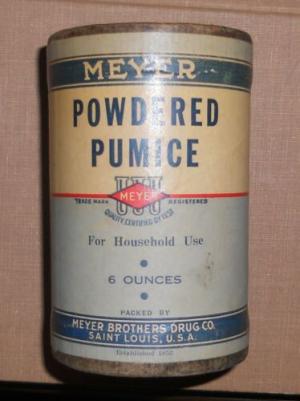 MEYER
POWDERED
PUMICE
TRADE MARK MEYER REGISTERED
QUALITY CERTIFIED BY TEST
For Household Use
6 OUNCES
PACKED BY
MEYER BROTHERS DRUG CO.
SAINT LOUIS, U.S.A.
Established 1852